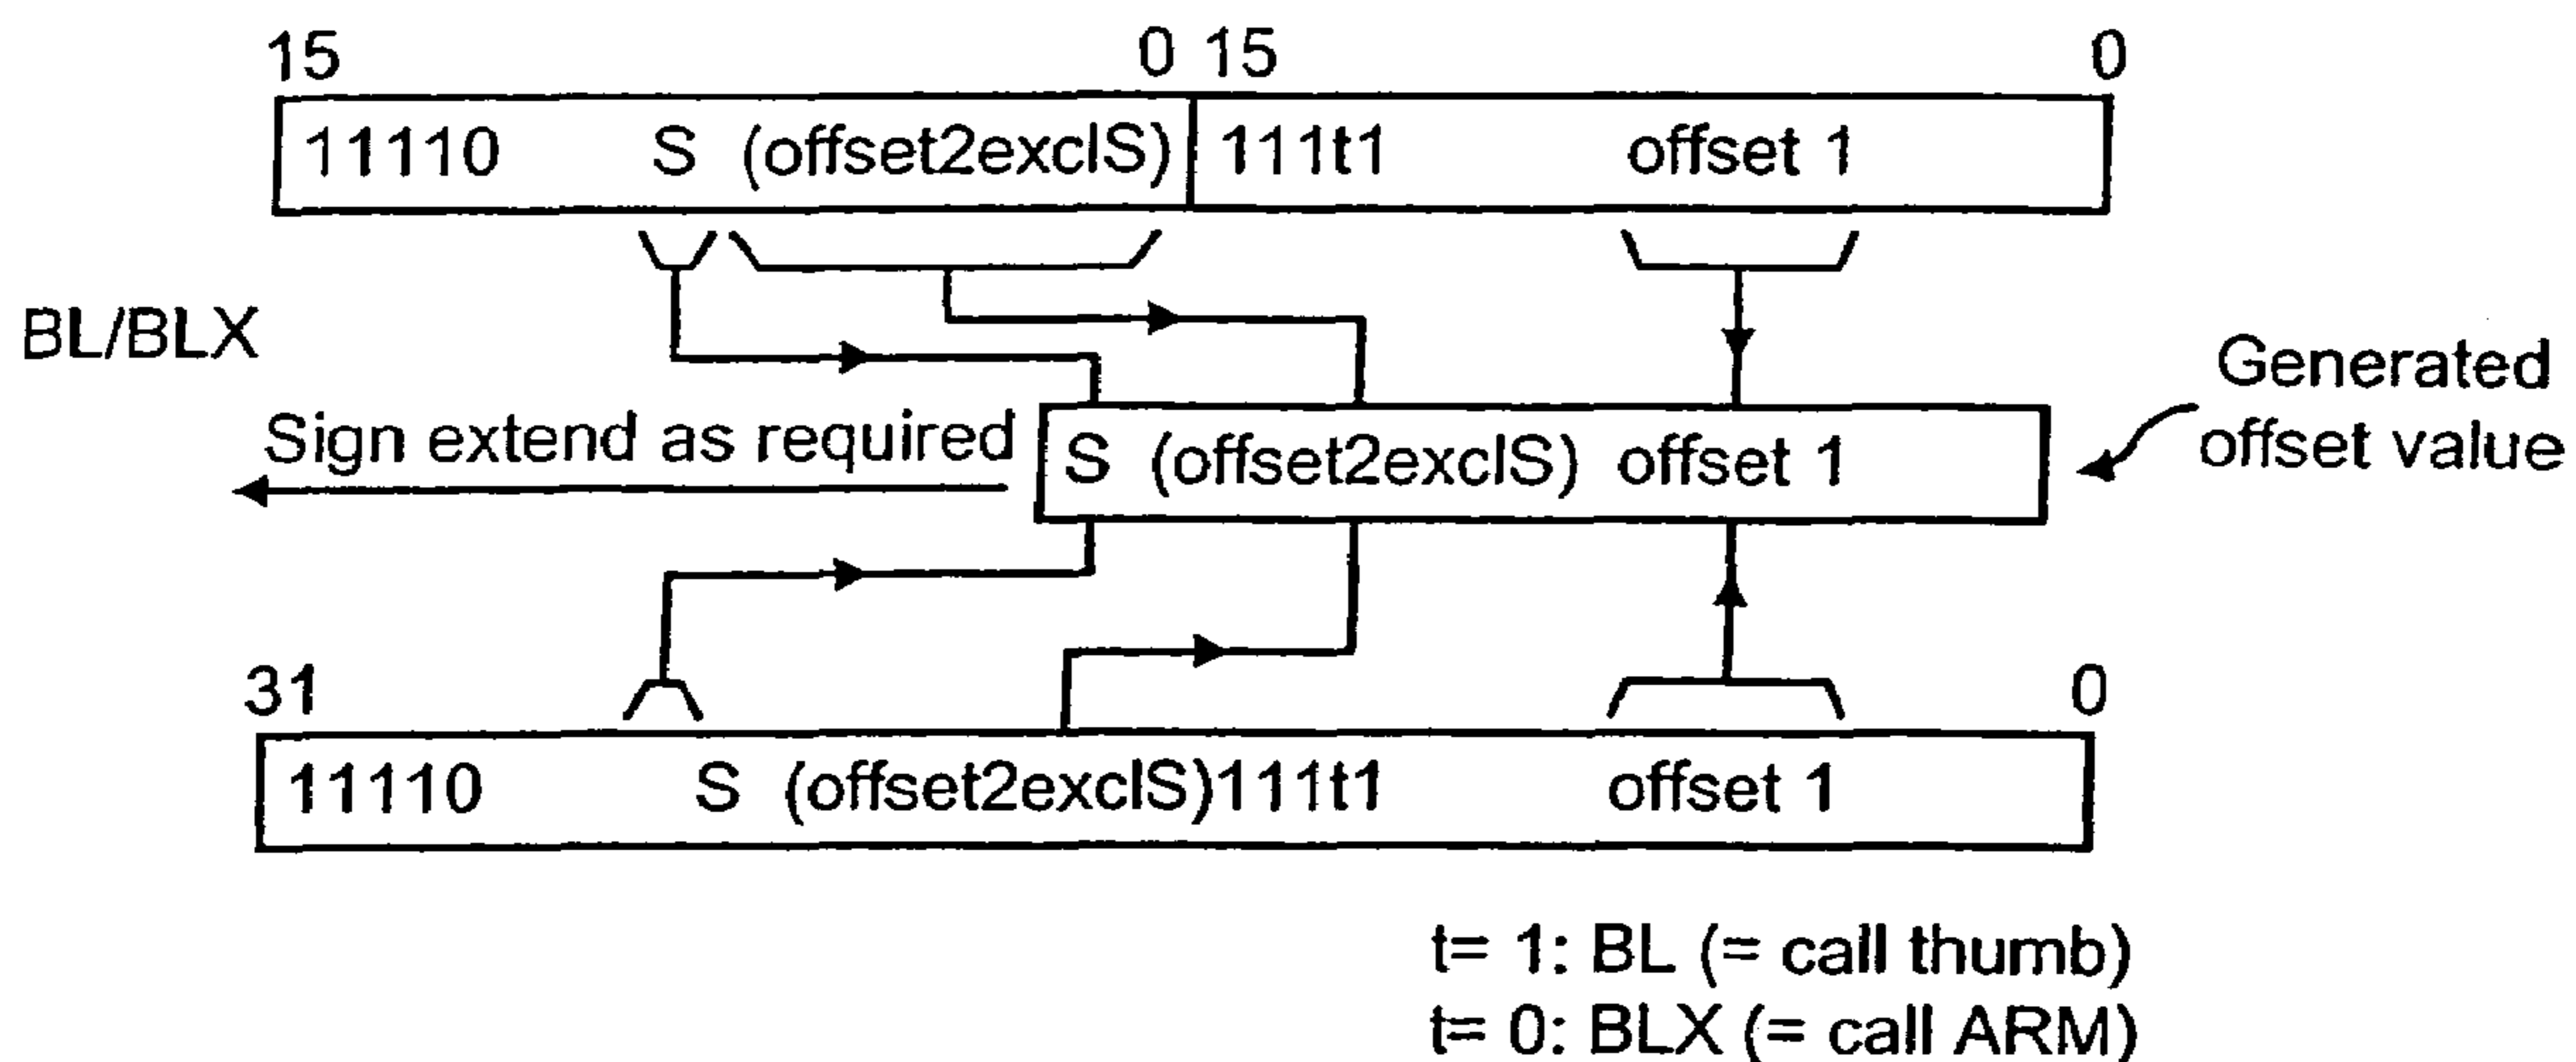 15 0 15 0
11110 S (offset2exclS) 111t1 offset 1
BL/BLX
Generated
offset value
Sign extend as required
S (offset2exclS) offset 1
31 0
11110 S (offset2exclS)111t1 offset 1
t= 1: BL (= call thumb)
t= 0: BLX (= call ARM)